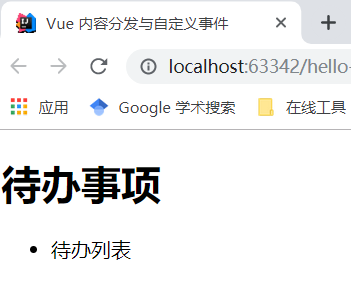 Vue 内容分发与自定义事件
localhost:63342/hello-
应用 Google 学术搜索 在线工具
待办事项
待办列表